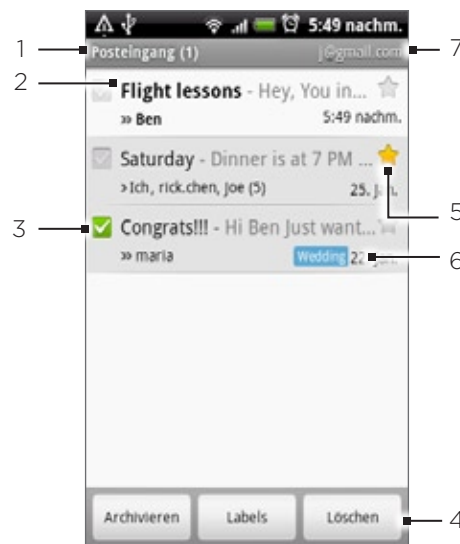 5:49 nachm.
1 Posteingang (1) j@gmail.com 7
2 Flight lessons - Hey, You in...
» Ben 5:49 nachm.
Saturday - Dinner is at 7 PM ...
›Ich, rick.chen, Joe (5) 25. 5
3 Congrats!!! - Hi Ben Just want...
» maria Wedding 6
Archivieren Labels Löschen 4